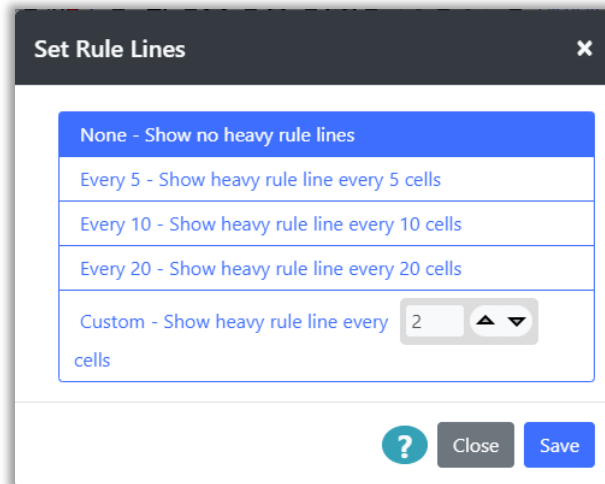 Set Rule Lines ×
None - Show no heavy rule lines
Every 5 - Show heavy rule line every 5 cells
Every 10 - Show heavy rule line every 10 cells
Every 20 - Show heavy rule line every 20 cells
Custom - Show heavy rule line every 2
cells
? Close Save